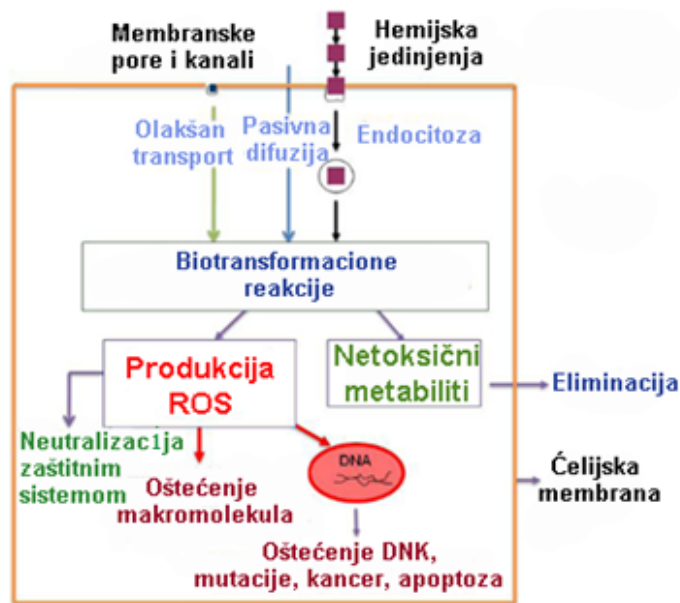 Membranske
pore i kanali
Hemijska
jedinjenja
Olakšan
transport
Pasivna
difuzija
Endocitoza
Biotransformacione
reakcije
Produkcija
ROS
Netoksični
metabiliti
Eliminacija
Neutralizac1ja
zaštitnim
sistemom
Oštećenje
makromolekula
DNA
Ćelijska
membrana
Oštećenje DNK,
mutacije, kancer, apoptoza